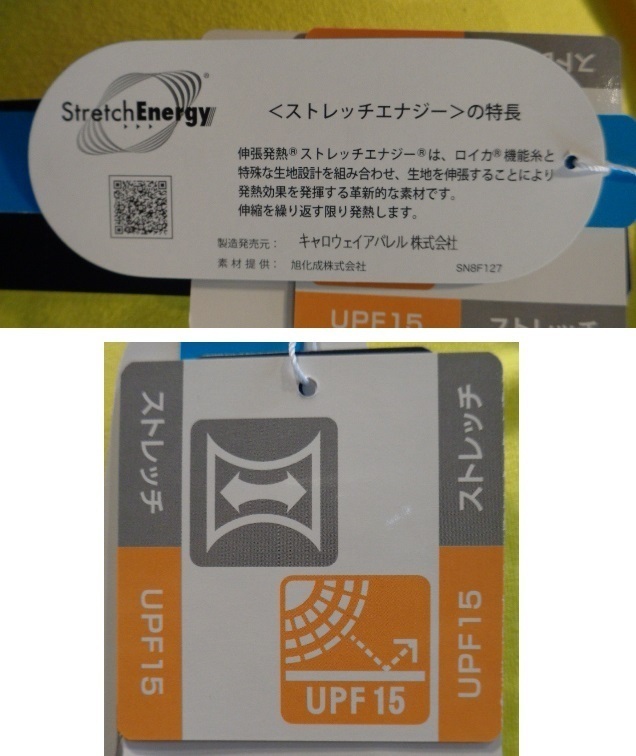 StretchEnergy®
<ストレッチエナジー>の特長
伸張発熱®ストレッチエナジー®は、ロイカ®機能糸と
特殊な生地設計を組み合わせ、生地を伸張することにより
発熱効果を発揮する革新的な素材です。
伸縮を繰り返す限り発熱します。
製造発売元: キャロウェイアパレル 株式会社
素材提供: 旭化成株式会社
SN8F127
UPF15
ストレッチ
ストレッチ
UPF15
UPF 15
ストレッチ
UPF15